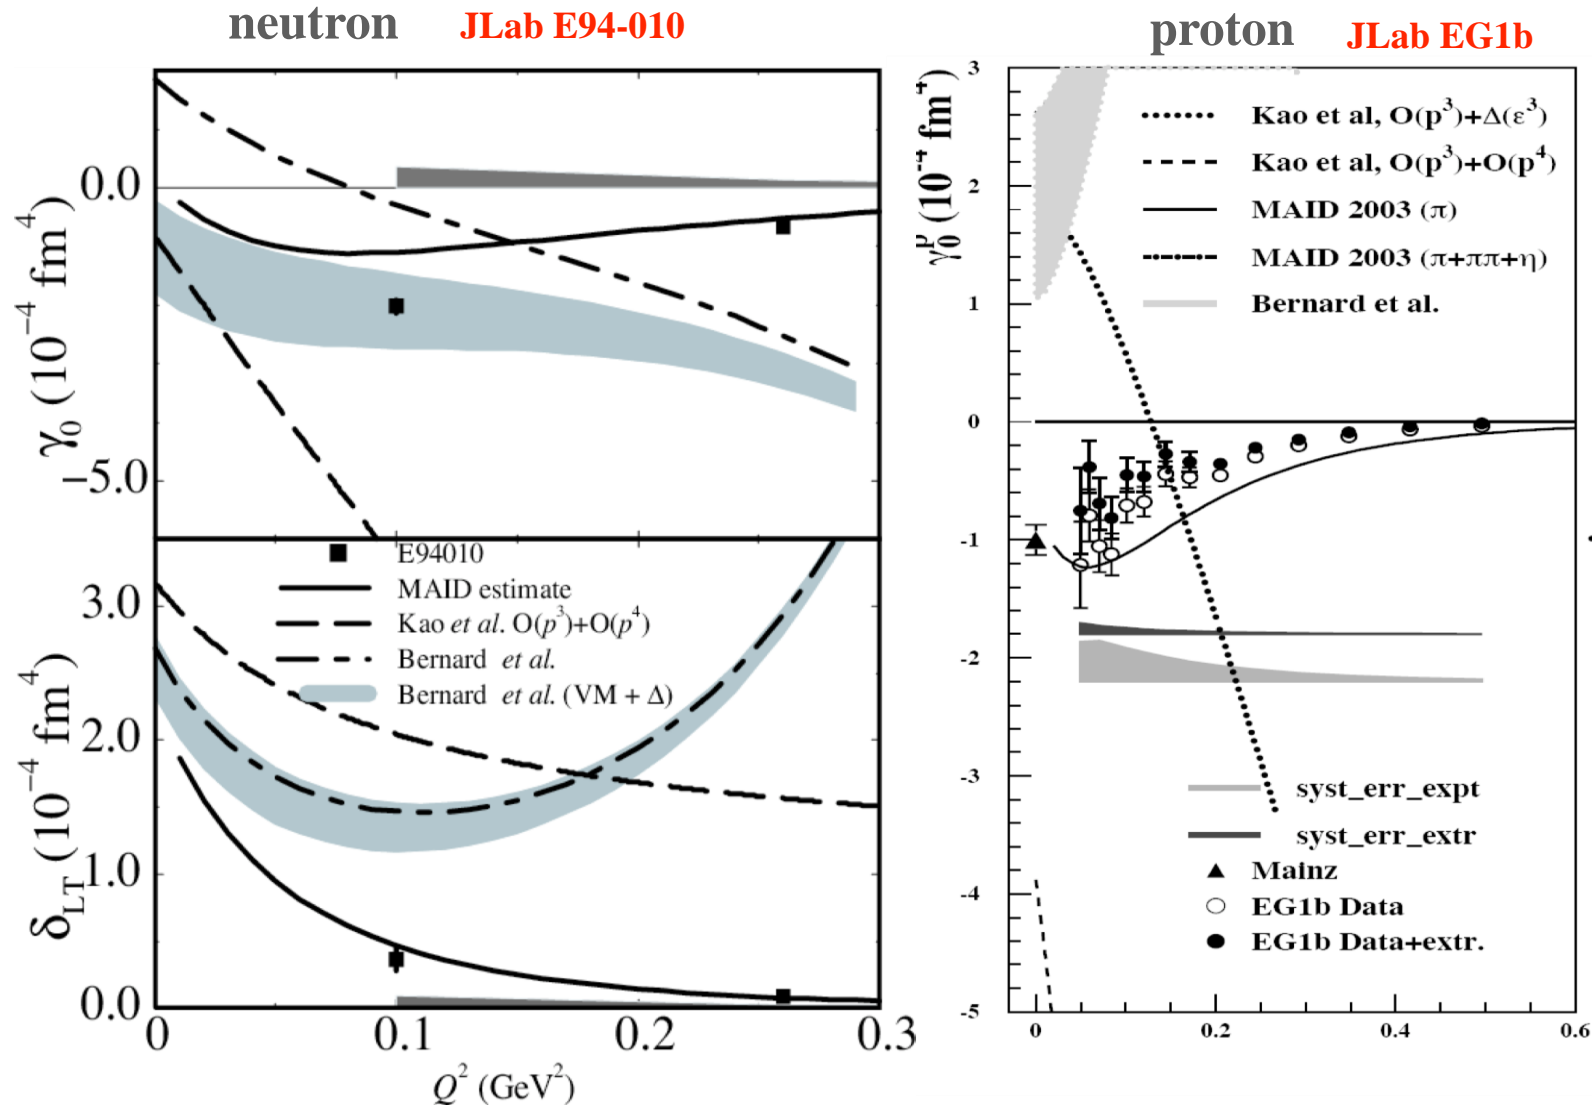 neutron JLab E94-010
γ₀ (10⁻⁴ fm⁴)
0.0
−5.0
E94010
MAID estimate
Kao et al. O(p³)+O(p⁴)
Bernard et al.
Bernard et al. (VM + Δ)
δ_LT (10⁻⁴ fm⁴)
3.0
2.0
1.0
0.0
0 0.1 0.2 0.3
Q² (GeV²)
proton JLab EG1b
γ₀ᵖ (10⁻⁴ fm⁴)
3
2
1
0
-1
-2
-3
-4
-5
Kao et al, O(p³)+Δ(ε³)
Kao et al, O(p³)+O(p⁴)
MAID 2003 (π)
MAID 2003 (π+ππ+η)
Bernard et al.
syst_err_expt
syst_err_extr
Mainz
EG1b Data
EG1b Data+extr.
0 0.2 0.4 0.6